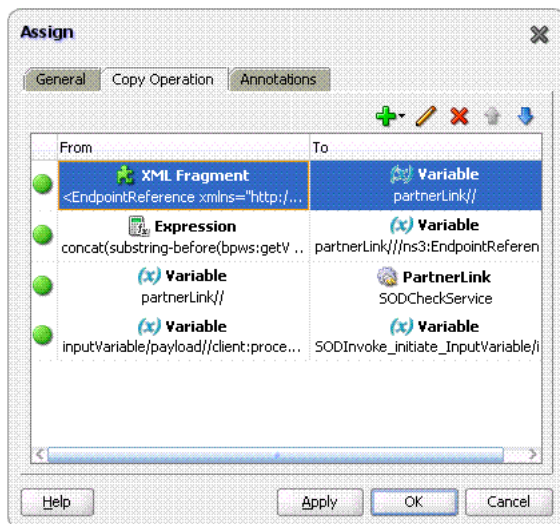 Assign
General Copy Operation Annotations
From To
XML Fragment Variable
<EndpointReference xmlns="http:/... partnerLink//
Expression Variable
concat(substring-before(bpws:getV ... partnerLink///ns3:EndpointReferen
Variable PartnerLink
partnerLink// SODCheckService
Variable Variable
inputVariable/payload//client:proce... SODInvoke_initiate_InputVariable/i
Help Apply OK Cancel